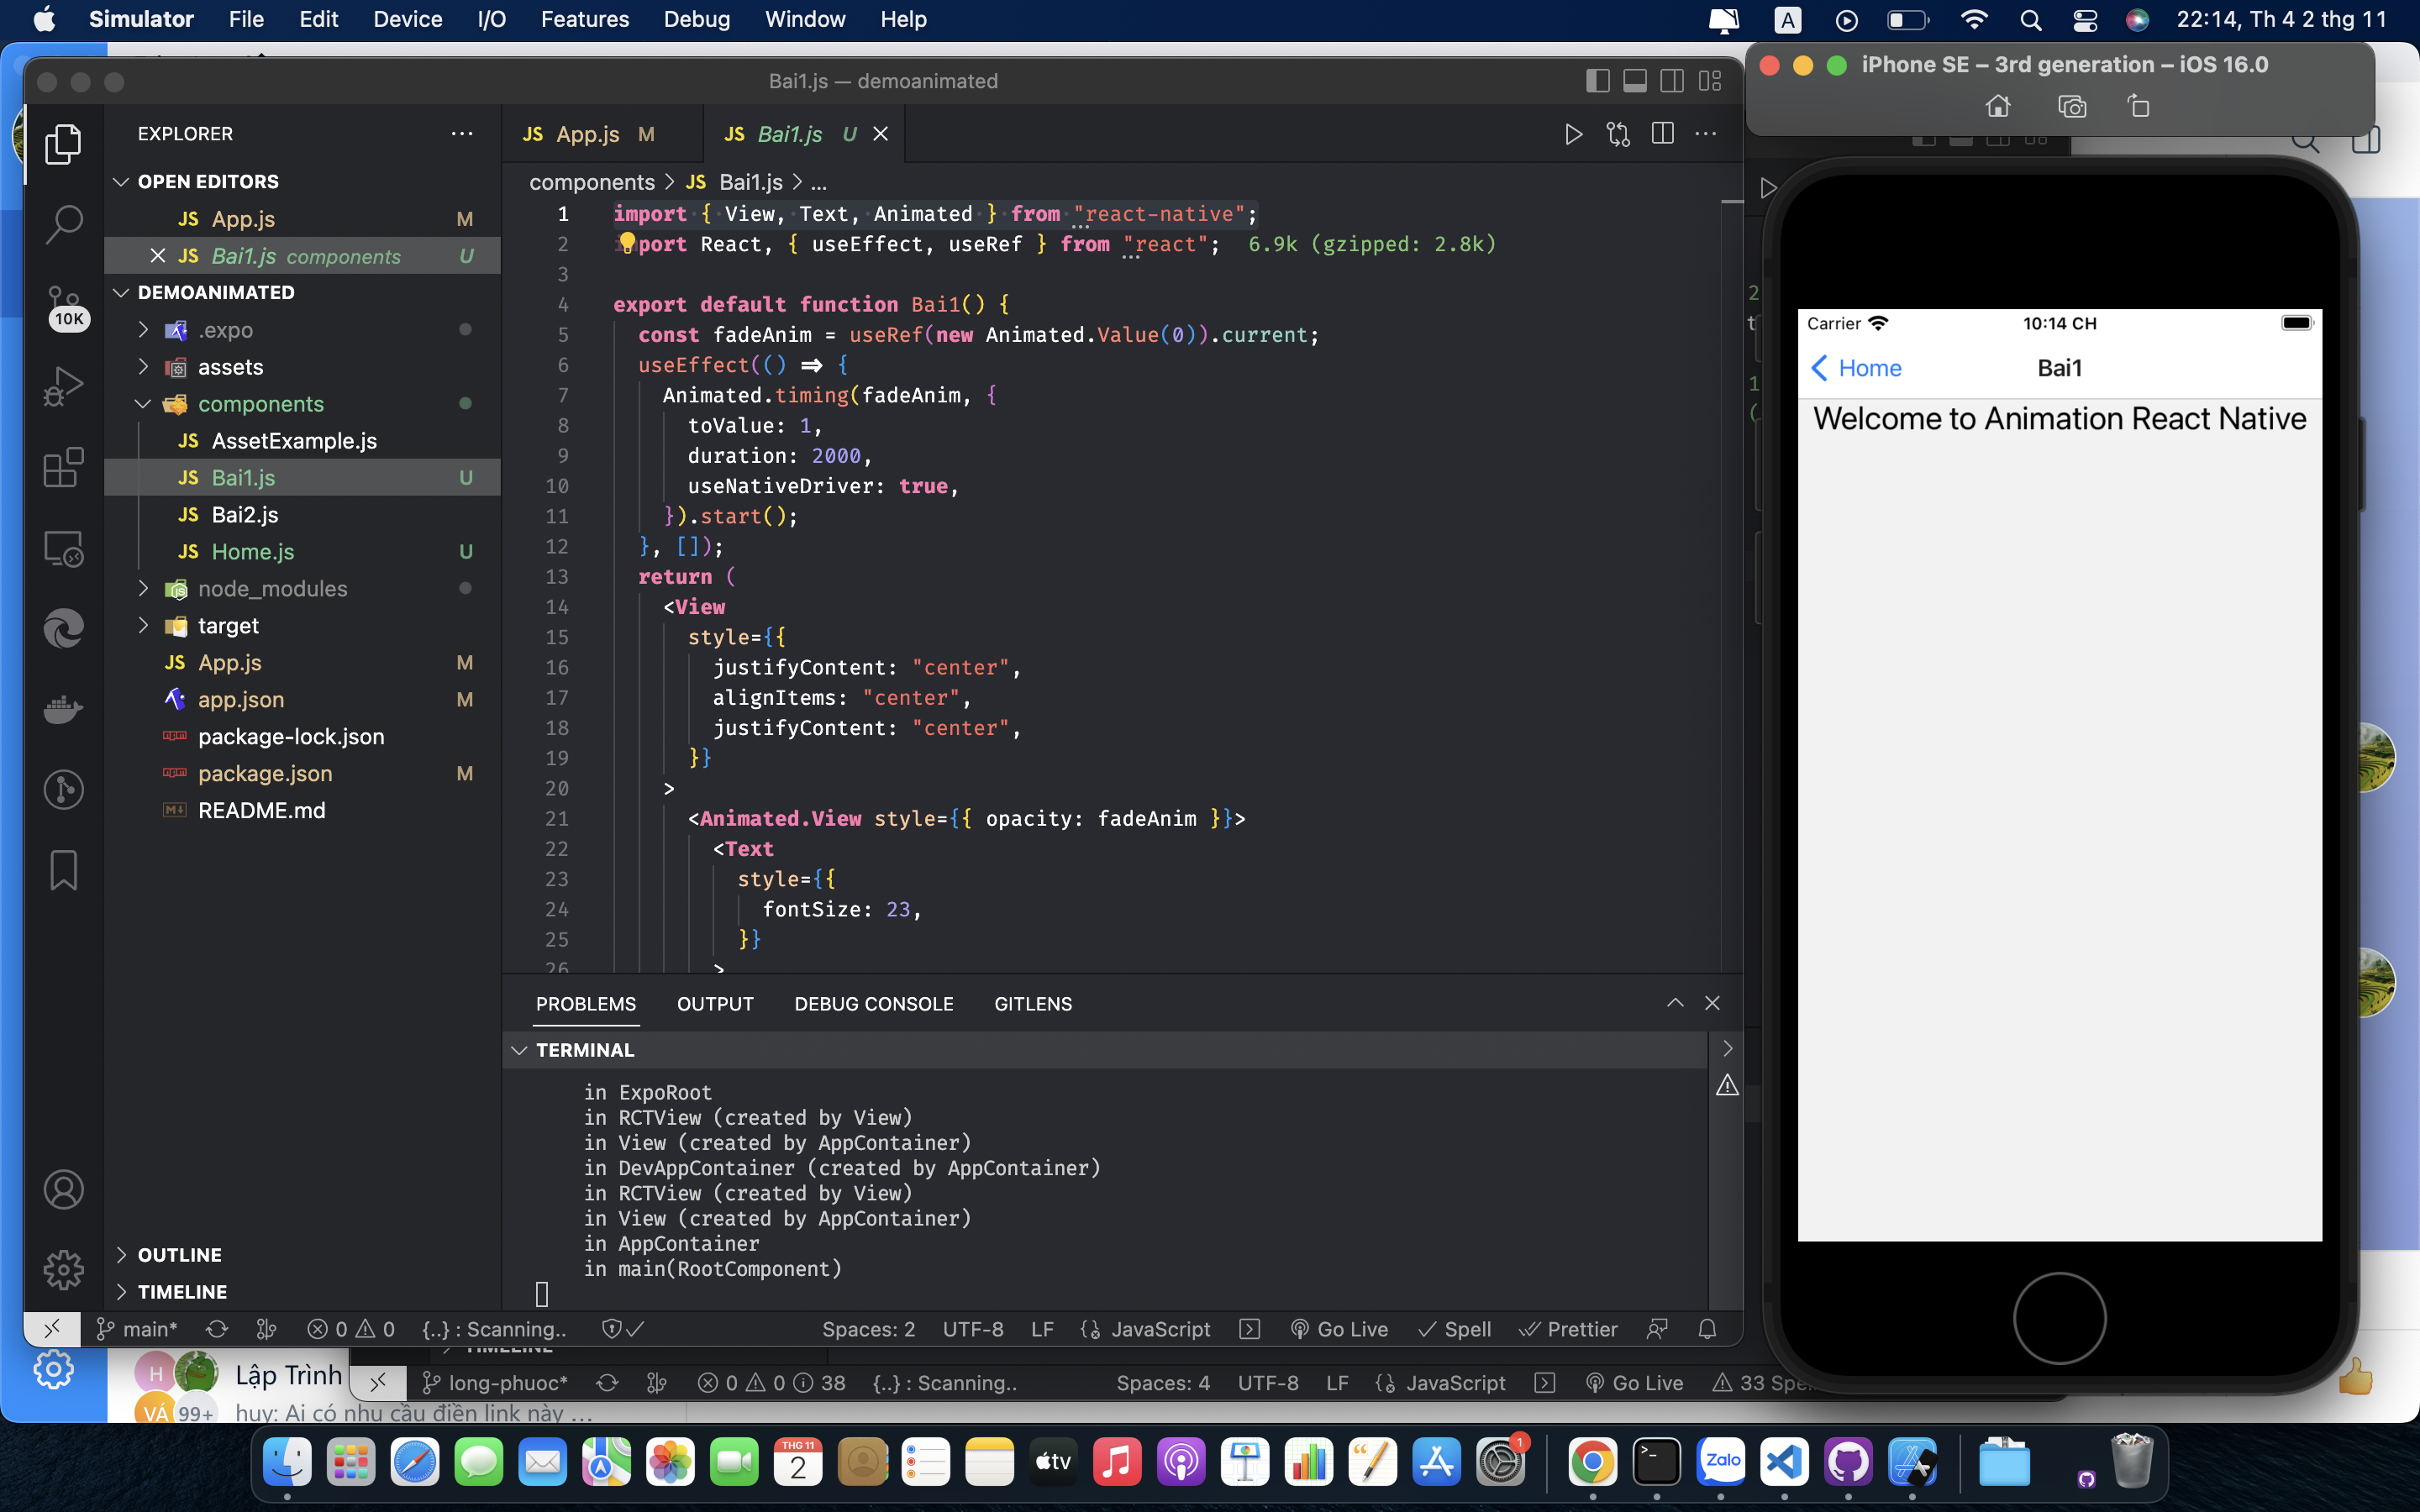 Simulator File Edit Device I/O Features Debug Window Help
A 22:14, Th 4 2 thg 11
Bai1.js — demoanimated
iPhone SE – 3rd generation – iOS 16.0
EXPLORER
JS App.js M
JS Bai1.js U
OPEN EDITORS
JS App.js M
JS Bai1.js components U
DEMOANIMATED
10K
.expo
assets
components
JS AssetExample.js
JS Bai1.js U
JS Bai2.js
JS Home.js U
node_modules
target
JS App.js M
app.json M
package-lock.json
package.json M
README.md
OUTLINE
TIMELINE
components > JS Bai1.js > ...
1 import { View, Text, Animated } from "react-native";
2 port React, { useEffect, useRef } from "react"; 6.9k (gzipped: 2.8k)
3
4 export default function Bai1() {
5 const fadeAnim = useRef(new Animated.Value(0)).current;
6 useEffect(() => {
7 Animated.timing(fadeAnim, {
8 toValue: 1,
9 duration: 2000,
10 useNativeDriver: true,
11 }).start();
12 }, []);
13 return (
14 <View
15 style={{
16 justifyContent: "center",
17 alignItems: "center",
18 justifyContent: "center",
19 }}
20 >
21 <Animated.View style={{ opacity: fadeAnim }}>
22 <Text
23 style={{
24 fontSize: 23,
25 }}
26 >
PROBLEMS OUTPUT DEBUG CONSOLE GITLENS
TERMINAL
in ExpoRoot
in RCTView (created by View)
in View (created by AppContainer)
in DevAppContainer (created by AppContainer)
in RCTView (created by View)
in View (created by AppContainer)
in AppContainer
in main(RootComponent)
main* 0 0 {..} : Scanning.. Spaces: 2 UTF-8 LF JavaScript Go Live Spell Prettier
Carrier 10:14 CH
Home Bai1
Welcome to Animation React Native
TIMELINE
H Lập Trình
long-phuoc* 0 0 38 {..} : Scanning.. Spaces: 4 UTF-8 LF JavaScript Go Live 33 Spe
VÁ 99+ huy: Ai có nhu cầu điền link này ...
THG 11
2
tv
1
Zalo